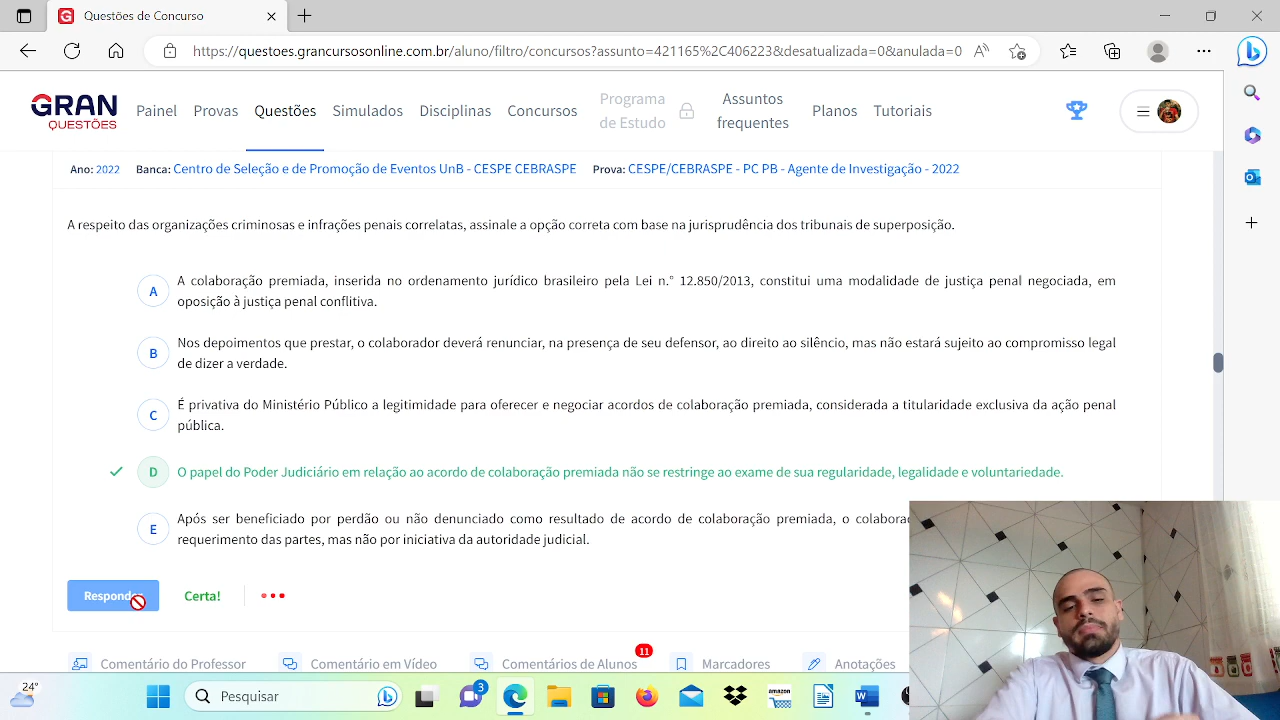 Questões de Concurso
https://questoes.grancursosonline.com.br/aluno/filtro/concursos?assunto=421165%2C406223&desatualizada=0&anulada=0
GRAN
QUESTÕES
Painel
Provas
Questões
Simulados
Disciplinas
Concursos
Programa
de Estudo
Assuntos
frequentes
Planos
Tutoriais
Ano: 2022 Banca: Centro de Seleção e de Promoção de Eventos UnB - CESPE CEBRASPE Prova: CESPE/CEBRASPE - PC PB - Agente de Investigação - 2022
A respeito das organizações criminosas e infrações penais correlatas, assinale a opção correta com base na jurisprudência dos tribunais de superposição.
A
A colaboração premiada, inserida no ordenamento jurídico brasileiro pela Lei n.° 12.850/2013, constitui uma modalidade de justiça penal negociada, em
oposição à justiça penal conflitiva.
B
Nos depoimentos que prestar, o colaborador deverá renunciar, na presença de seu defensor, ao direito ao silêncio, mas não estará sujeito ao compromisso legal
de dizer a verdade.
C
É privativa do Ministério Público a legitimidade para oferecer e negociar acordos de colaboração premiada, considerada a titularidade exclusiva da ação penal
pública.
D
O papel do Poder Judiciário em relação ao acordo de colaboração premiada não se restringe ao exame de sua regularidade, legalidade e voluntariedade.
E
Após ser beneficiado por perdão ou não denunciado como resultado de acordo de colaboração premiada, o
requerimento das partes, mas não por iniciativa da autoridade judicial.
Certa!
11
Comentário do Professor
Comentário em Vídeo
Comentários de Alunos
Marcadores
Anotações
24°
Pesquisar
3
amazon